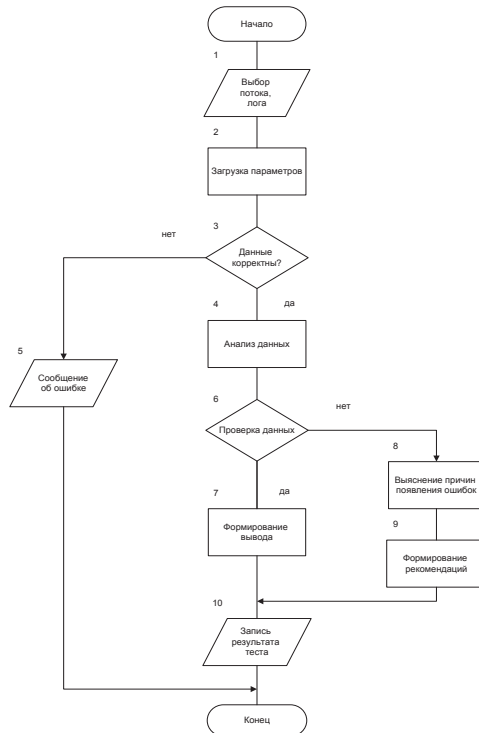 Начало
1
Выбор
потока,
лога
2
Загрузка параметров
3
нет
Данные
корректны?
4
да
Анализ данных
5
Сообщение
об ошибке
6
нет
Проверка данных
8
Выяснение причин
появления ошибок
7
да
Формирование
вывода
9
Формирование
рекомендаций
10
Запись
результата
теста
Конец